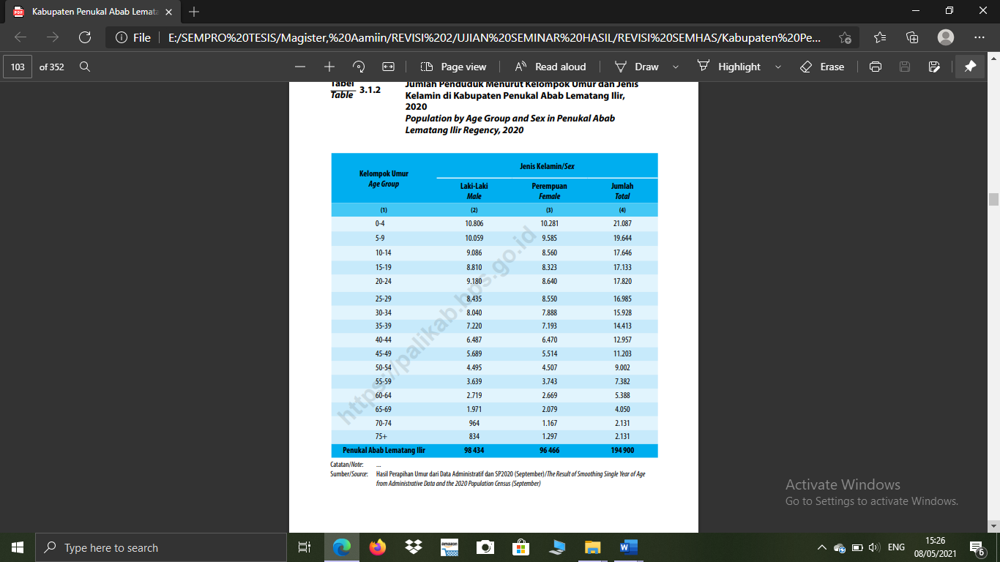 Kabupaten Penukal Abab Lemata
File E:/SEMPRO%20TESIS/Magister,%20Aamiin/REVISI%202/UJIAN%20SEMINAR%20HASIL/REVISI%20SEMHAS/Kabupaten%20Pe...
103 of 352 Page view Read aloud Draw Highlight Erase
Tabel 3.1.2 Jumlah Penduduk Menurut Kelompok Umur dan Jenis
Table Kelamin di Kabupaten Penukal Abab Lematang Ilir,
2020
Population by Age Group and Sex in Penukal Abab
Lematang Ilir Regency, 2020
Kelompok Umur
Age Group
Jenis Kelamin/Sex
Laki-Laki Perempuan Jumlah
Male Female Total
(1) (2) (3) (4)
0-4 10.806 10.281 21.087
5-9 10.059 9.585 19.644
10-14 9.086 8.560 17.646
15-19 8.810 8.323 17.133
20-24 9.180 8.640 17.820
25-29 8.435 8.550 16.985
30-34 8.040 7.888 15.928
35-39 7.220 7.193 14.413
40-44 6.487 6.470 12.957
45-49 5.689 5.514 11.203
50-54 4.495 4.507 9.002
55-59 3.639 3.743 7.382
60-64 2.719 2.669 5.388
65-69 1.971 2.079 4.050
70-74 964 1.167 2.131
75+ 834 1.297 2.131
Penukal Abab Lematang Ilir 98 434 96 466 194 900
https://palikab.bps.go.id
Catatan/Note: ...
Sumber/Source: Hasil Perapihan Umur dari Data Administratif dan SP2020 (September)/The Result of Smoothing Single Year of Age
from Administrative Data and the 2020 Population Census (September)
Activate Windows
Go to Settings to activate Windows.
Type here to search
amazon
ENG
15:26
08/05/2021
6